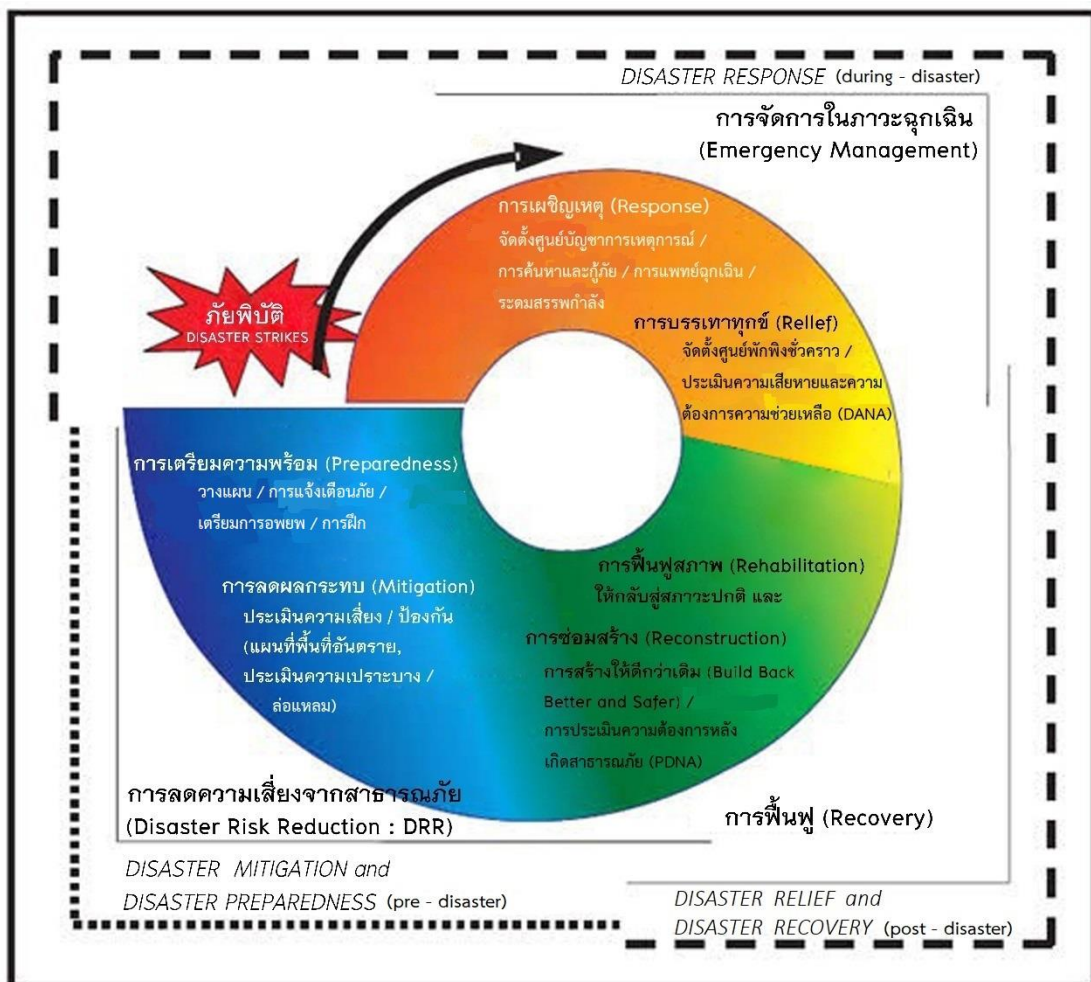 DISASTER RESPONSE (during - disaster)
การจัดการในภาวะฉุกเฉิน
(Emergency Management)
การเผชิญเหตุ (Response)
จัดตั้งศูนย์บัญชาการเหตุการณ์ /
การค้นหาและกู้ภัย / การแพทย์ฉุกเฉิน /
ระดมสรรพกำลัง
ภัยพิบัติ
DISASTER STRIKES
การบรรเทาทุกข์ (Rellef)
จัดตั้งศูนย์พักพิงชั่วคราว /
ประเมินความเสียหายและความ
ต้องการความช่วยเหลือ (DANA)
การเตรียมความพร้อม (Preparedness)
วางแผน / การแจ้งเตือนภัย /
เตรียมการอพยพ / การฝึก
การลดผลกระทบ (Mitigation)
ประเมินความเสี่ยง / ป้องกัน
(แผนที่พื้นที่อันตราย,
ประเมินความเปราะบาง /
ล่อแหลม)
การฟื้นฟูสภาพ (Rehabilitation)
ให้กลับสู่สภาวะปกติ และ
การซ่อมสร้าง (Reconstruction)
การสร้างให้ดีกว่าเดิม (Build Back
Better and Safer) /
การประเมินความต้องการหลัง
เกิดสาธารณภัย (PDNA)
การลดความเสี่ยงจากสาธารณภัย
(Disaster Risk Reduction : DRR)
การฟื้นฟู (Recovery)
DISASTER MITIGATION and
DISASTER PREPAREDNESS (pre - disaster)
DISASTER RELIEF and
DISASTER RECOVERY (post - disaster)